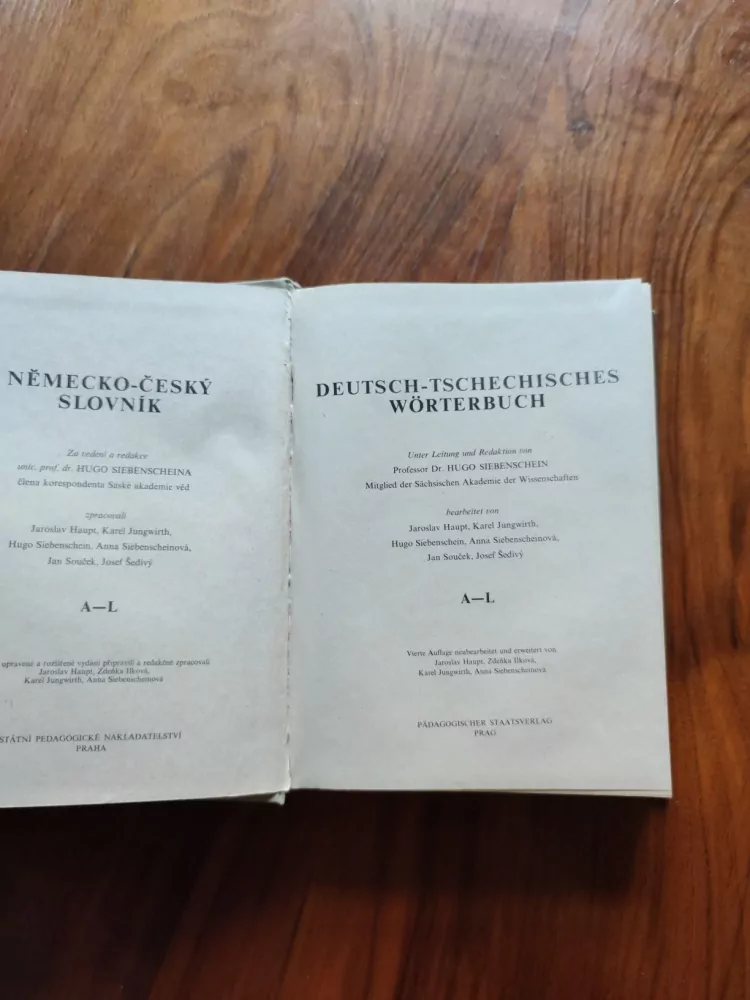 NĚMECKO-ČESKÝ
SLOVNÍK
Za vedení a redakce
univ. prof. dr. HUGO SIEBENSCHEINA
člena korespondenta Saské akademie věd
zpracovali
Jaroslav Haupt, Karel Jungwirth,
Hugo Siebenschein, Anna Siebenscheinová,
Jan Souček, Josef Šedivý
A—L
upravené a rozšířené vydání připravili a redakčně zpracovali
Jaroslav Haupt, Zdeňka Ilková,
Karel Jungwirth, Anna Siebenscheinová
STÁTNÍ PEDAGOGICKÉ NAKLADATELSTVÍ
PRAHA
DEUTSCH-TSCHECHISCHES
WÖRTERBUCH
Unter Leitung und Redaktion von
Professor Dr. HUGO SIEBENSCHEIN
Mitglied der Sächsischen Akademie der Wissenschaften
bearbeitet von
Jaroslav Haupt, Karel Jungwirth,
Hugo Siebenschein, Anna Siebenscheinová,
Jan Souček, Josef Šedivý
A—L
Vierte Auflage neubearbeitet und erweitert von
Jaroslav Haupt, Zdeňka Ilková,
Karel Jungwirth, Anna Siebenscheinová
PÄDAGOGISCHER STAATSVERLAG
PRAG